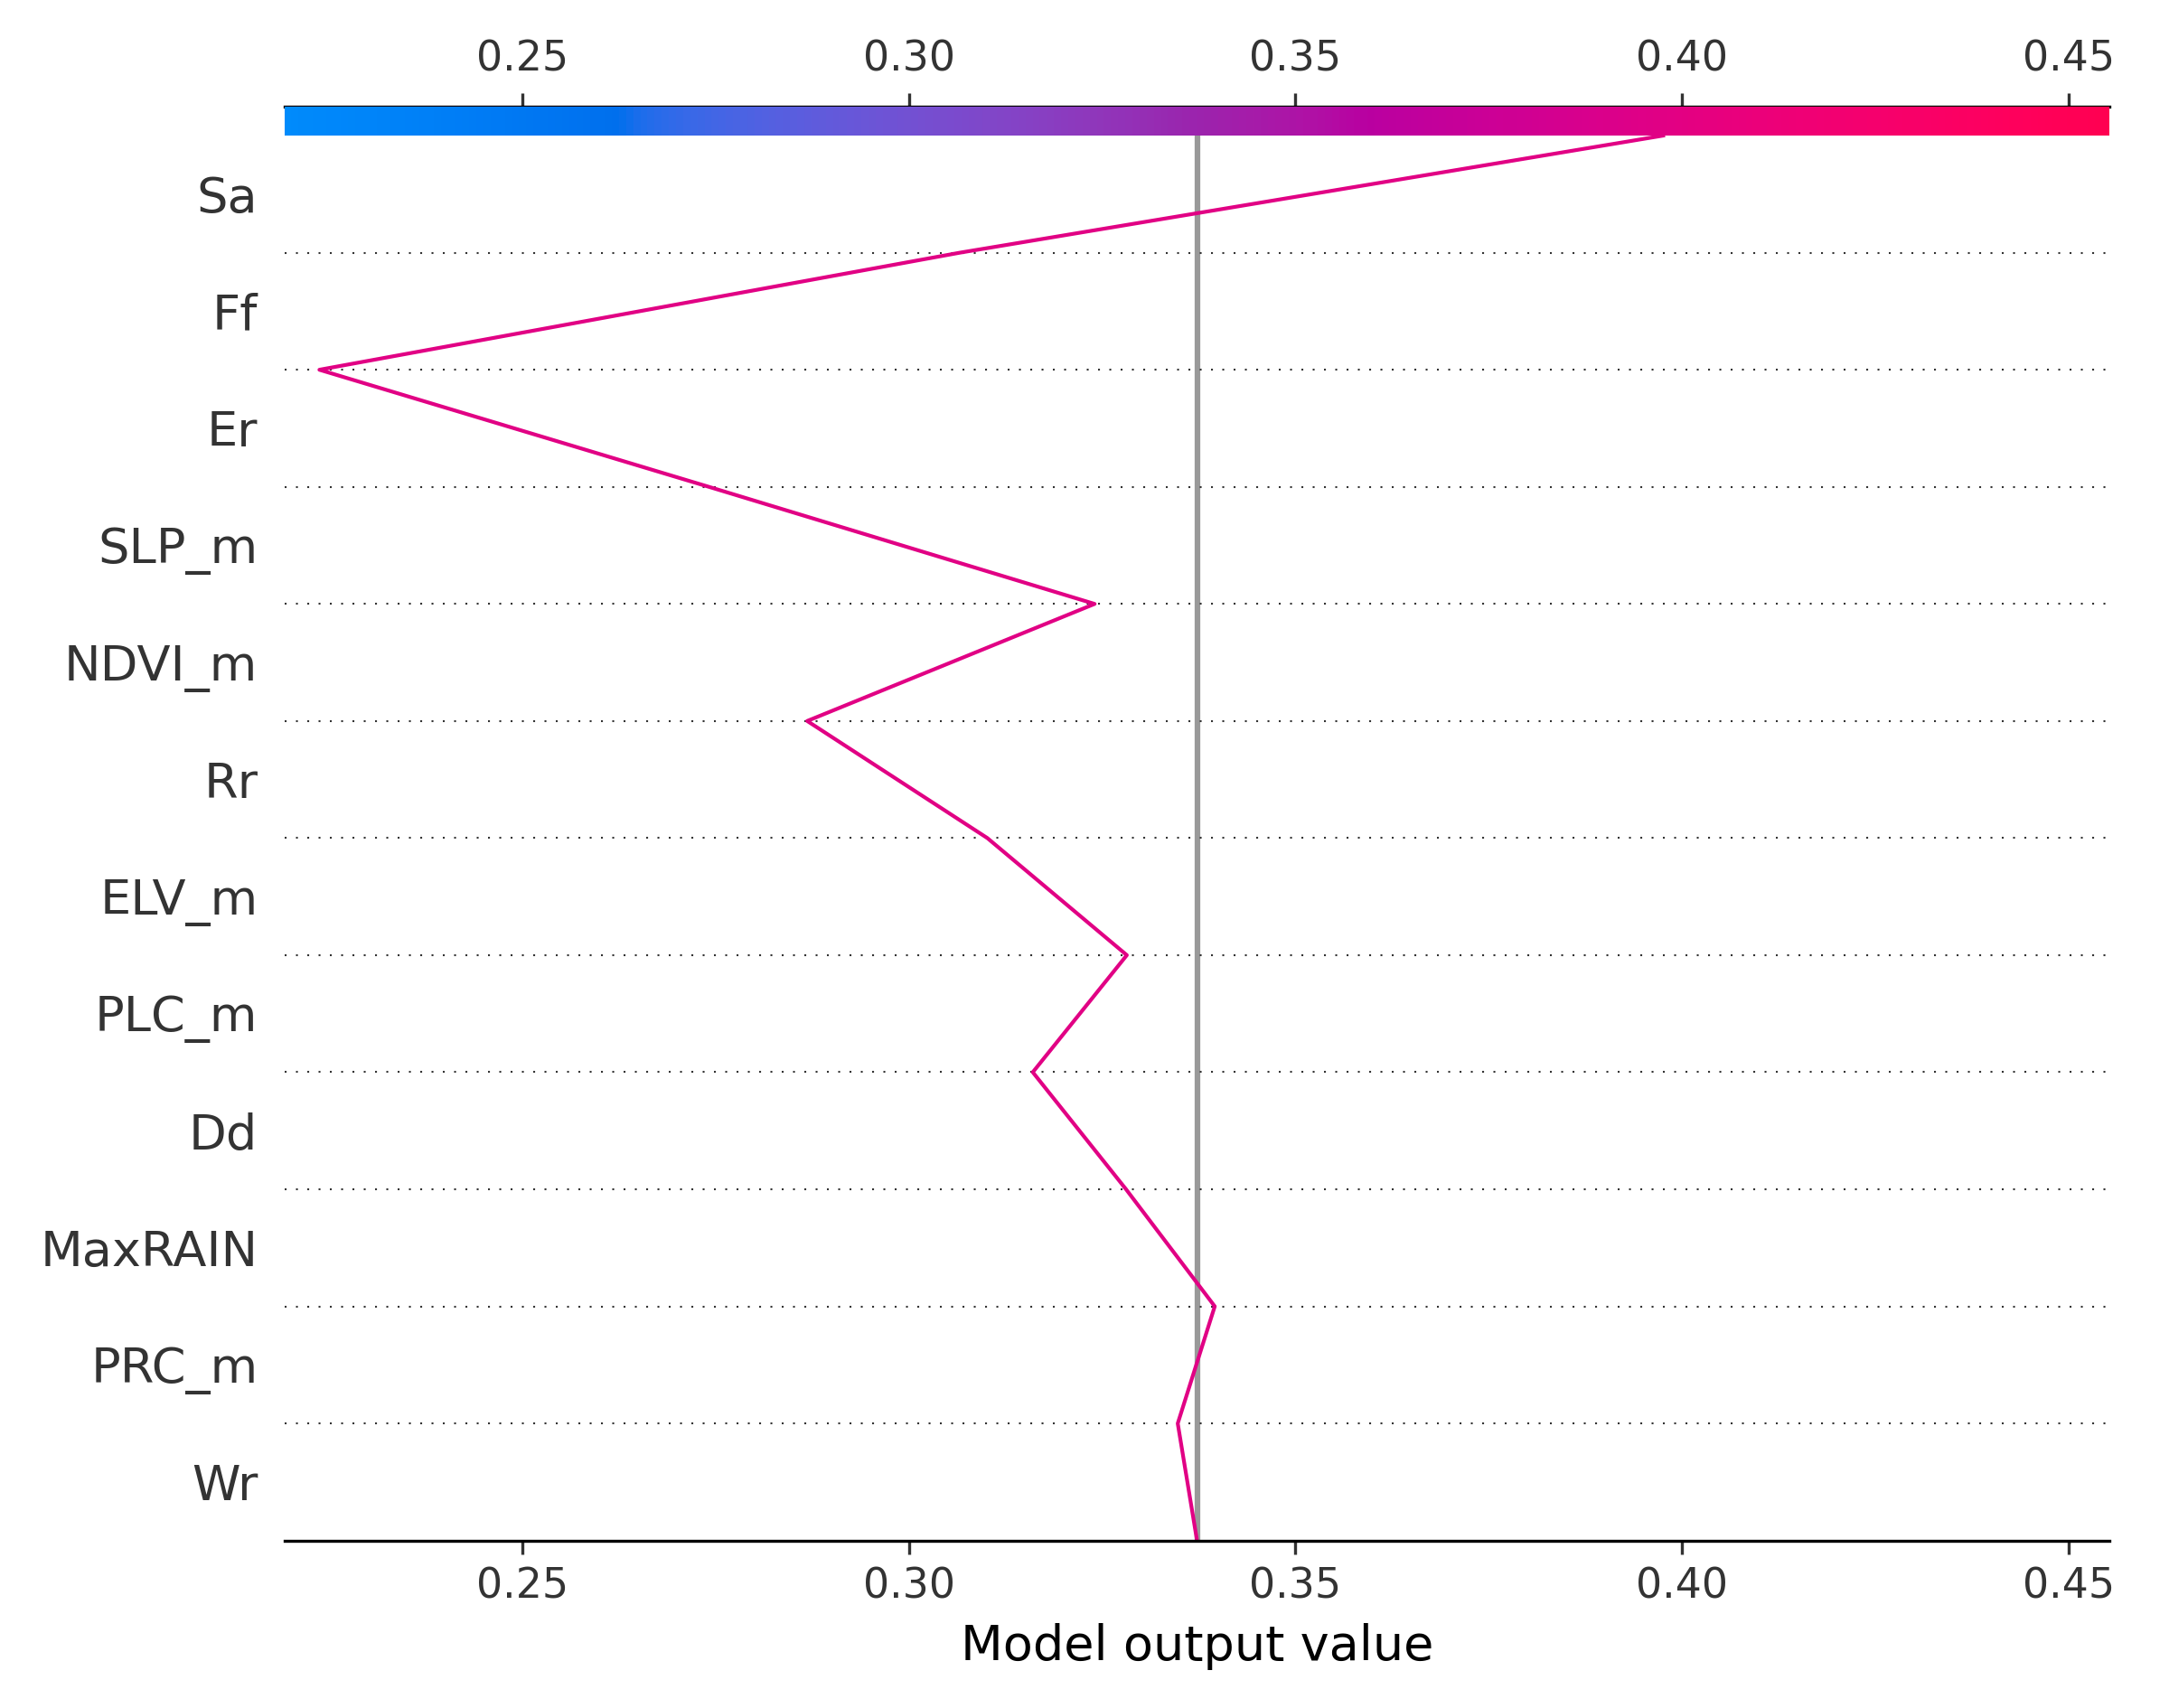 0.25 0.30 0.35 0.40 0.45
Sa
Ff
Er
SLP_m
NDVI_m
Rr
ELV_m
PLC_m
Dd
MaxRAIN
PRC_m
Wr
0.25 0.30 0.35 0.40 0.45
Model output value